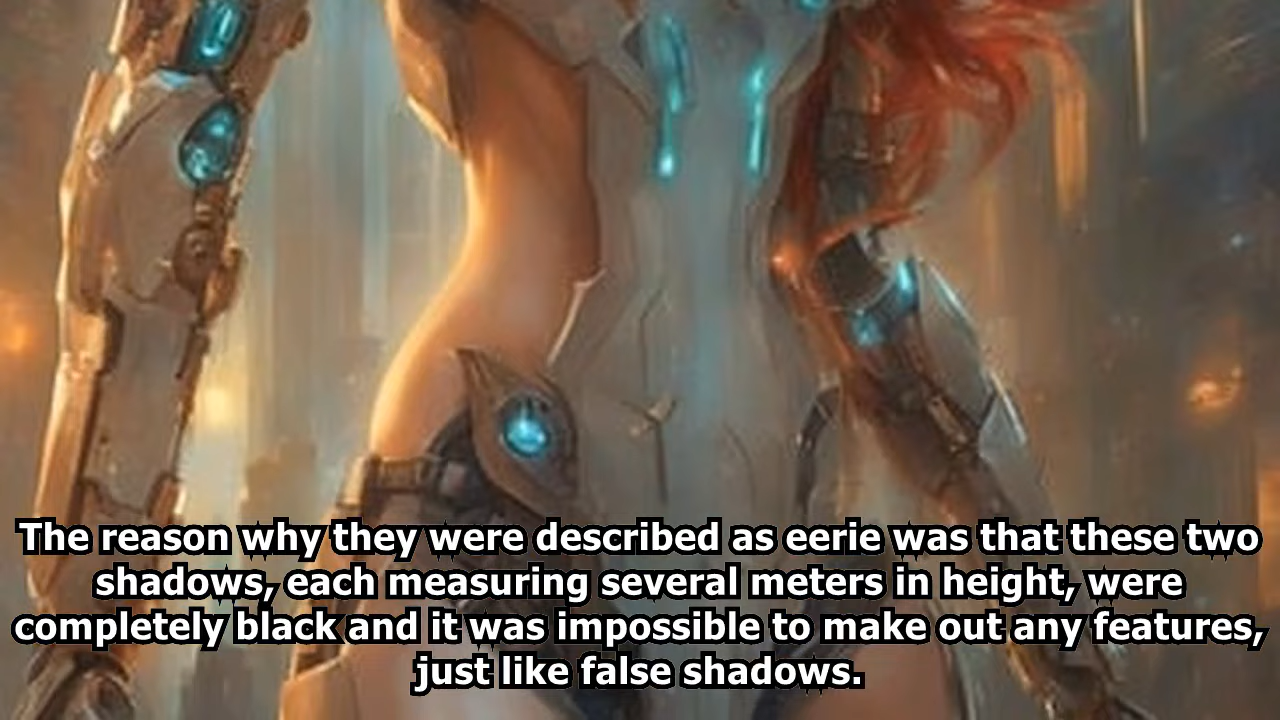 The reason why they were described as eerie was that these two
shadows, each measuring several meters in height, were
completely black and it was impossible to make out any features,
just like false shadows.